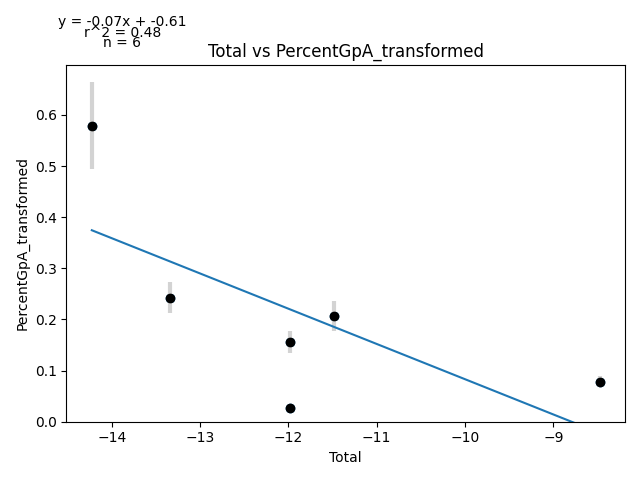 y = -0.07x + -0.61
r^2 = 0.48
n = 6
Total vs PercentGpA_transformed
PercentGpA_transformed
0.6
0.5
0.4
0.3
0.2
0.1
0.0
−14
−13
−12
−11
−10
−9
Total